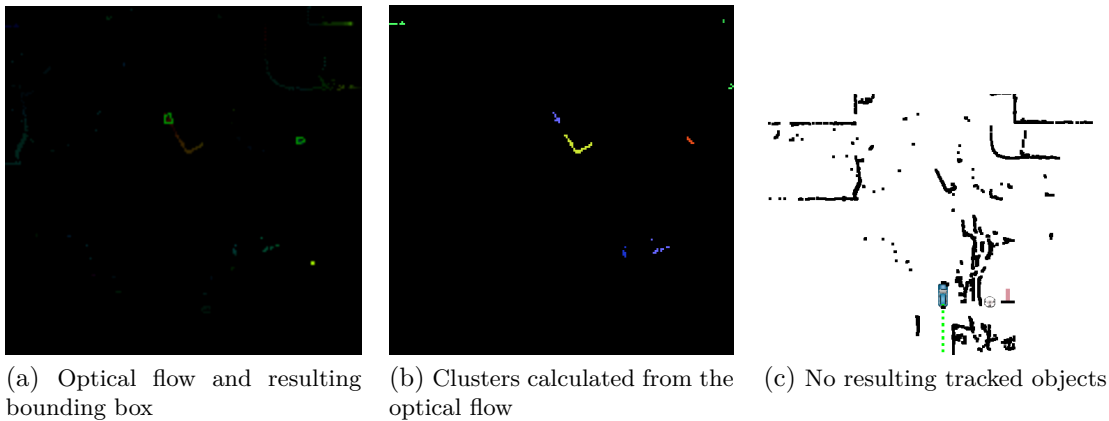 (a) Optical flow and resulting
bounding box
(b) Clusters calculated from the
optical flow
(c) No resulting tracked objects